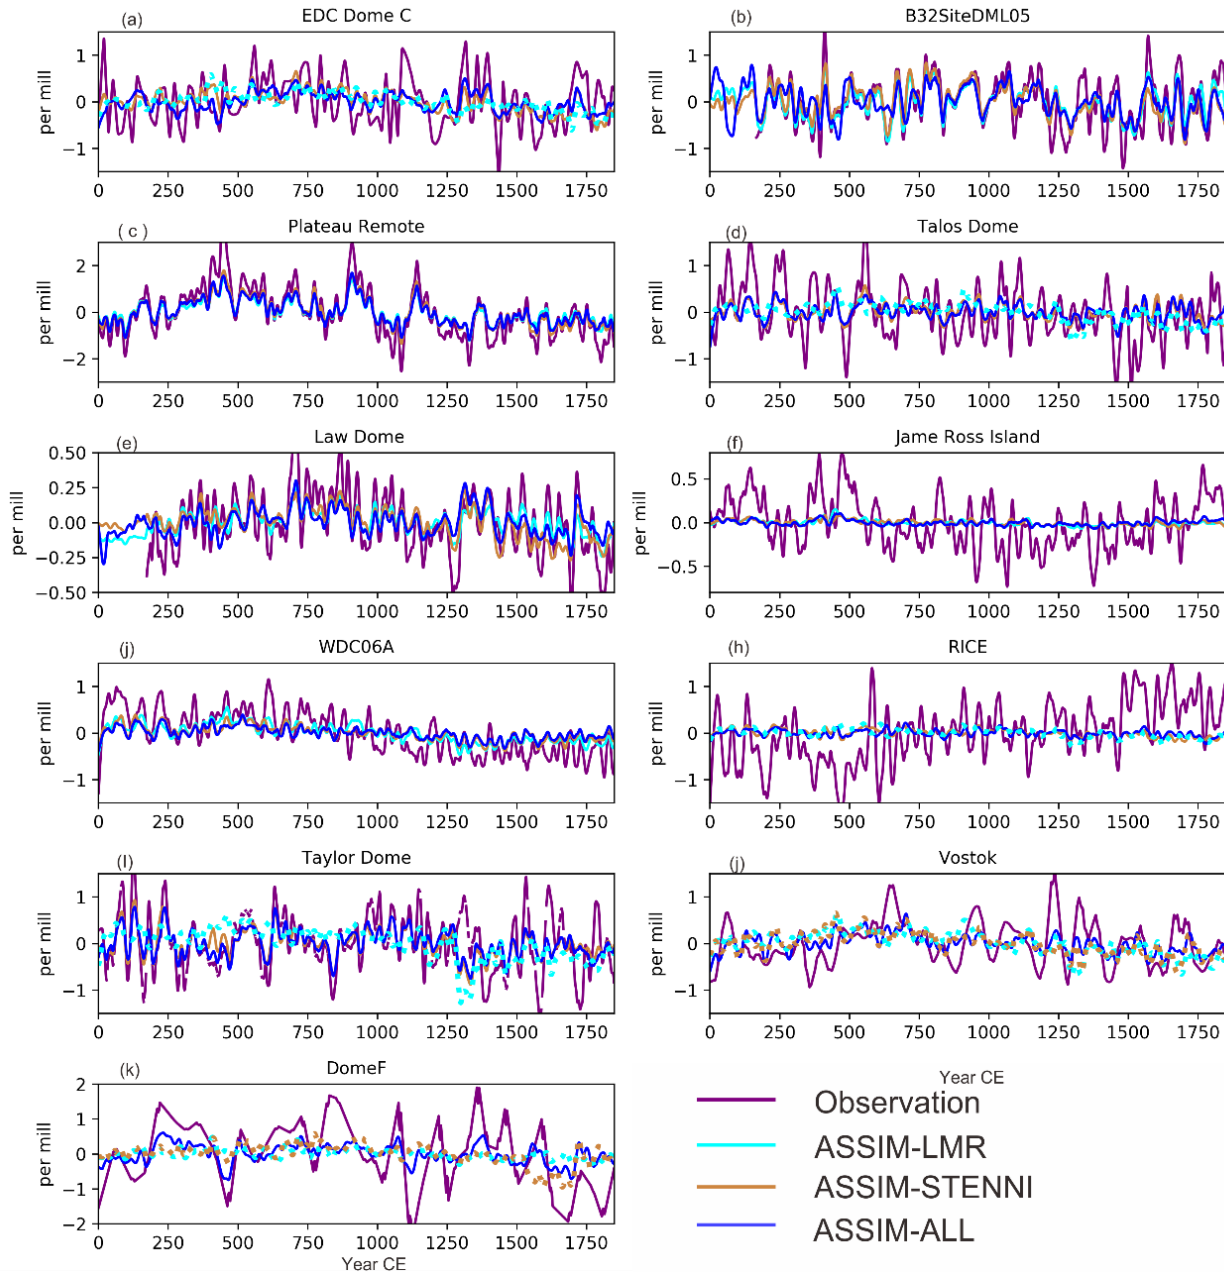 (a) EDC Dome C
per mill
1
0
−1
0 250 500 750 1000 1250 1500 1750
(b) B32SiteDML05
per mill
1
0
−1
0 250 500 750 1000 1250 1500 1750
( c ) Plateau Remote
per mill
2
0
−2
0 250 500 750 1000 1250 1500 1750
(d) Talos Dome
per mill
1
0
−1
0 250 500 750 1000 1250 1500 1750
(e) Law Dome
per mill
0.50
0.25
0.00
−0.25
−0.50
0 250 500 750 1000 1250 1500 1750
(f) Jame Ross Island
per mill
0.5
0.0
−0.5
0 250 500 750 1000 1250 1500 1750
(j) WDC06A
per mill
1
0
−1
0 250 500 750 1000 1250 1500 1750
(h) RICE
per mill
1
0
−1
0 250 500 750 1000 1250 1500 1750
(l) Taylor Dome
per mill
1
0
−1
0 250 500 750 1000 1250 1500 1750
(j) Vostok
per mill
1
0
−1
0 250 500 750 1000 1250 1500 1750
Year CE
(k) DomeF
per mill
2
1
0
−1
−2
0 250 500 750 1000 1250 1500 1750
Year CE
Observation
ASSIM-LMR
ASSIM-STENNI
ASSIM-ALL